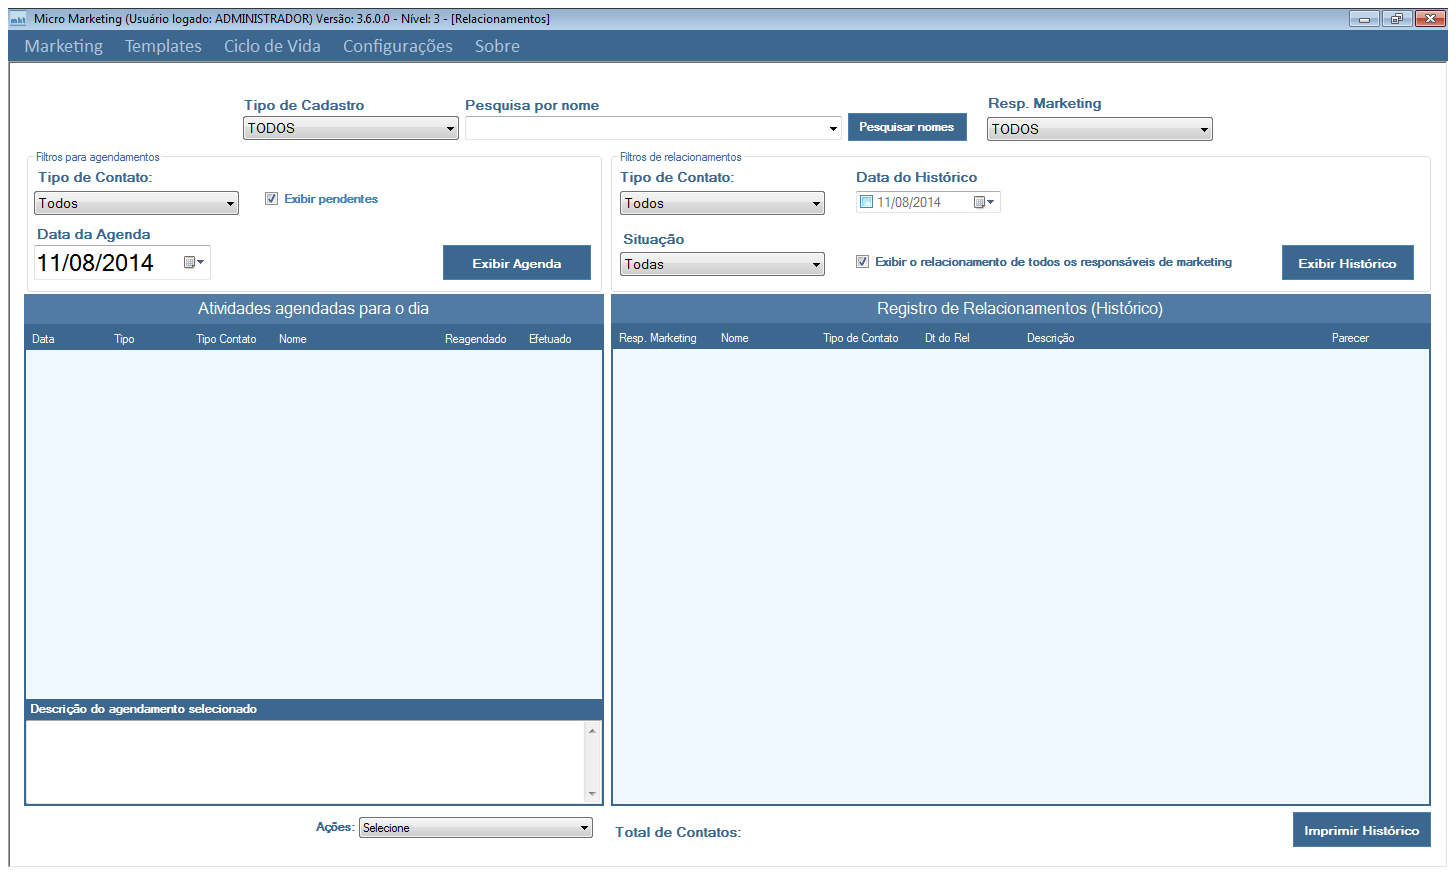 mkt Micro Marketing (Usuário logado: ADMINISTRADOR) Versão: 3.6.0.0 - Nível: 3 - [Relacionamentos]
Marketing Templates Ciclo de Vida Configurações Sobre
Tipo de Cadastro
TODOS
Pesquisa por nome
Pesquisar nomes
Resp. Marketing
TODOS
Filtros para agendamentos
Tipo de Contato:
Todos
Exibir pendentes
Data da Agenda
11/08/2014
Exibir Agenda
Filtros de relacionamentos
Tipo de Contato:
Todos
Data do Histórico
11/08/2014
Situação
Todas
Exibir o relacionamento de todos os responsáveis de marketing
Exibir Histórico
Atividades agendadas para o dia
Data Tipo Tipo Contato Nome Reagendado Efetuado
Registro de Relacionamentos (Histórico)
Resp. Marketing Nome Tipo de Contato Dt do Rel Descrição Parecer
Descrição do agendamento selecionado
Ações: Selecione
Total de Contatos:
Imprimir Histórico